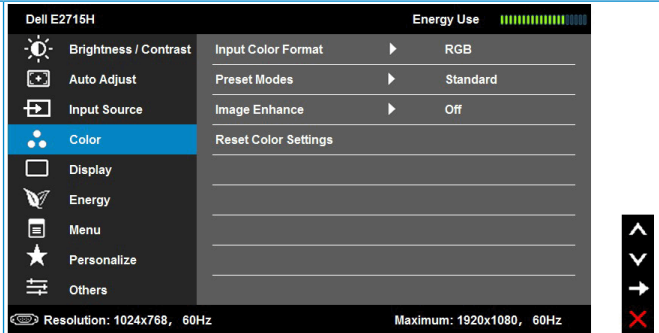 Dell E2715H Energy Use
Brightness / Contrast Input Color Format RGB
Auto Adjust Preset Modes Standard
Input Source Image Enhance Off
Color Reset Color Settings
Display
Energy
Menu
Personalize
Others
Resolution: 1024x768, 60Hz Maximum: 1920x1080, 60Hz